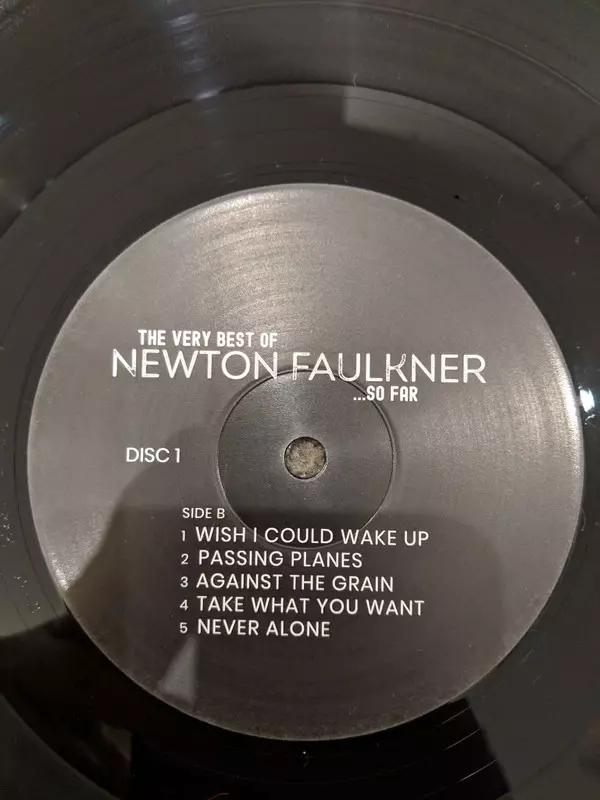 THE VERY BEST OF
NEWTON FAULKNER
...SO FAR
DISC 1
SIDE B
1 WISH I COULD WAKE UP
2 PASSING PLANES
3 AGAINST THE GRAIN
4 TAKE WHAT YOU WANT
5 NEVER ALONE